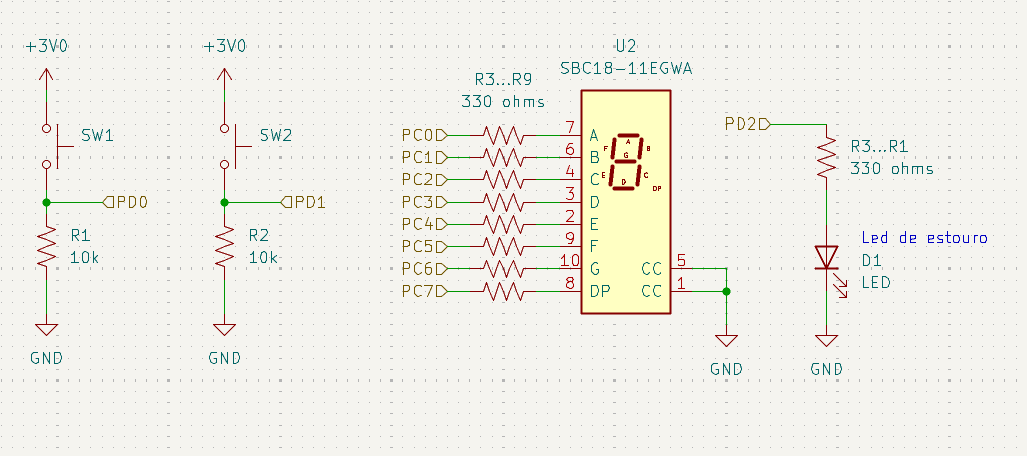 +3V0
SW1
PD0
R1
10k
GND
+3V0
SW2
PD1
R2
10k
GND
R3...R9
330 ohms
PC0
PC1
PC2
PC3
PC4
PC5
PC6
PC7
U2
SBC18-11EGWA
7 A
6 B
4 C
3 D
2 E
9 F
10 G
8 DP
A
F B
G
E C
D
DP
5 CC
1 CC
GND
PD2
R3...R1
330 ohms
Led de estouro
D1
LED
GND